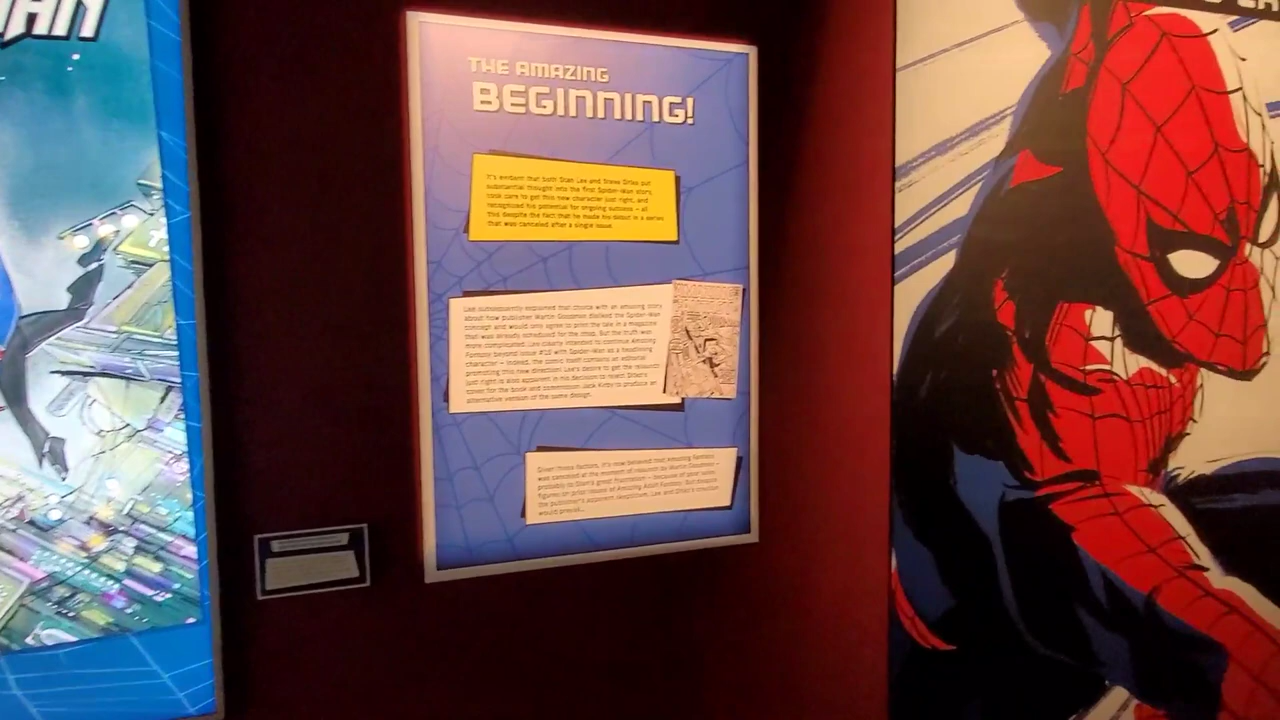 MAN
THE AMAZING
BEGINNING!
It's evident that both Stan Lee and Steve Ditko put
substantial thought into the first Spider-Man story,
took care to get this new character just right, and
recognized his potential for ongoing success – all
this despite the fact that he made his debut in a series
that was canceled after a single issue.
Lee subsequently explained that choice with an amazing story
about how publisher Martin Goodman disliked the Spider-Man
concept and would only agree to print the tale in a magazine
that was already scheduled for the chop. But the truth was
more complicated. Lee clearly intended to continue Amazing
Fantasy beyond issue #15 with Spider-Man as a headlining
character – indeed, the comic itself contains an editorial
promoting this new direction! Lee's desire to get the
just right is also apparent in his decision to reject Ditko's
cover for the book and commission Jack Kirby to produce an
alternative version of the same design.
Given these factors, it's now believed that Amazing Fantasy
was canceled at the moment of by Martin Goodman –
probably to Stan's great frustration – because of poor sales
figures on prior issues of Amazing Adult Fantasy. But despite
the publisher's apparent skepticism, Lee and Ditko's creation
would prevail...